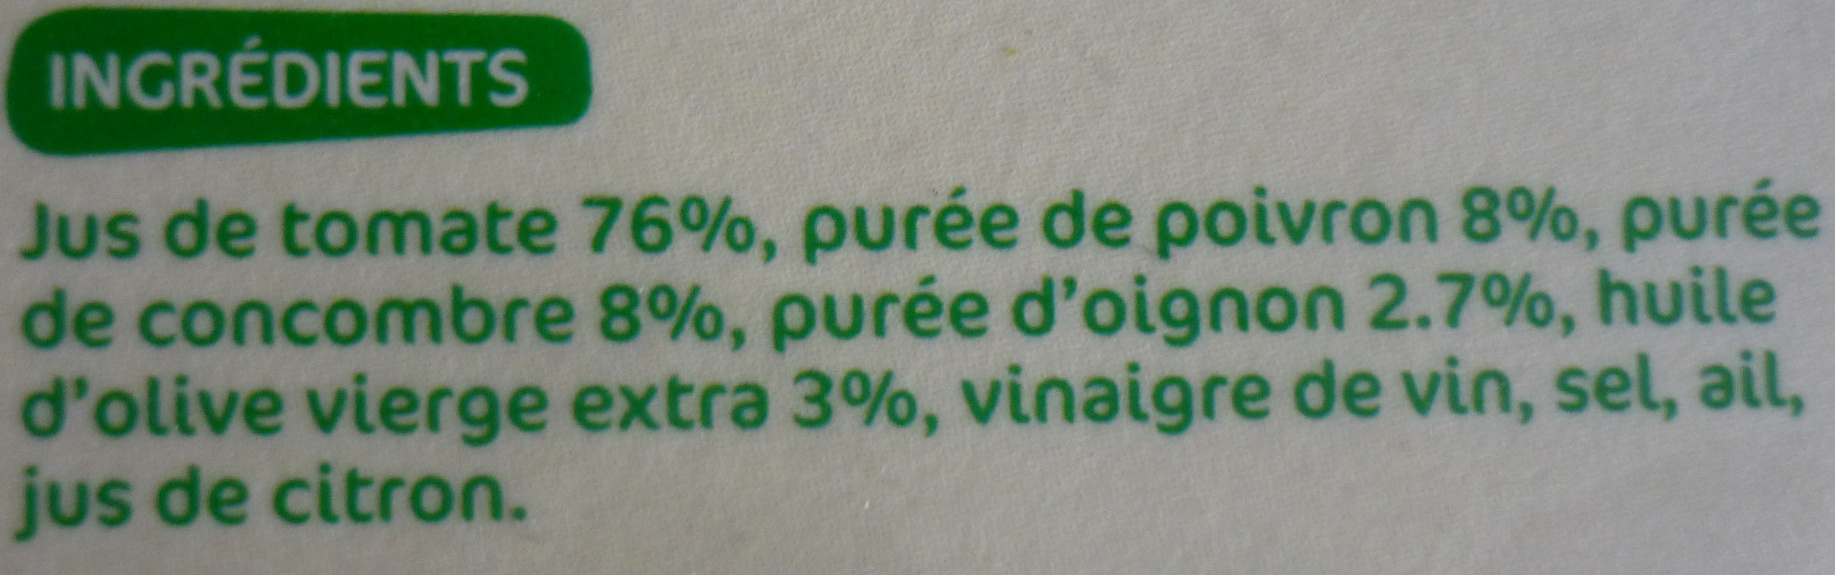 INGRÉDIENTS
Jus de tomate 76%, purée de poivron 8%, purée
de concombre 8%, purée d'oignon 2.7%, huile
d'olive vierge extra 3%, vinaigre de vin, sel, ail,
jus de citron.